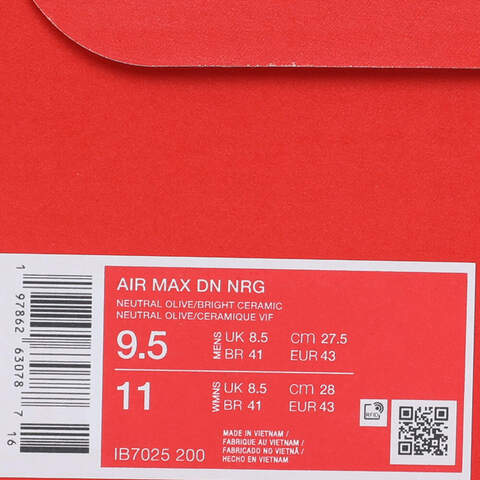 AIR MAX DN NRG
NEUTRAL OLIVE/BRIGHT CERAMIC
NEUTRAL OLIVE/CERAMIQUE VIF
9.5 MENS UK 8.5 cm 27.5
BR 41 EUR 43
11 WMNS UK 8.5 cm 28
BR 41 EUR 43
RFID
MADE IN VIETNAM /
FABRIQUE AU VIETNAM /
FABRICADO NO VIETNÃ /
HECHO EN VIETNAM
IB7025 200
1 97862 63078 7 16